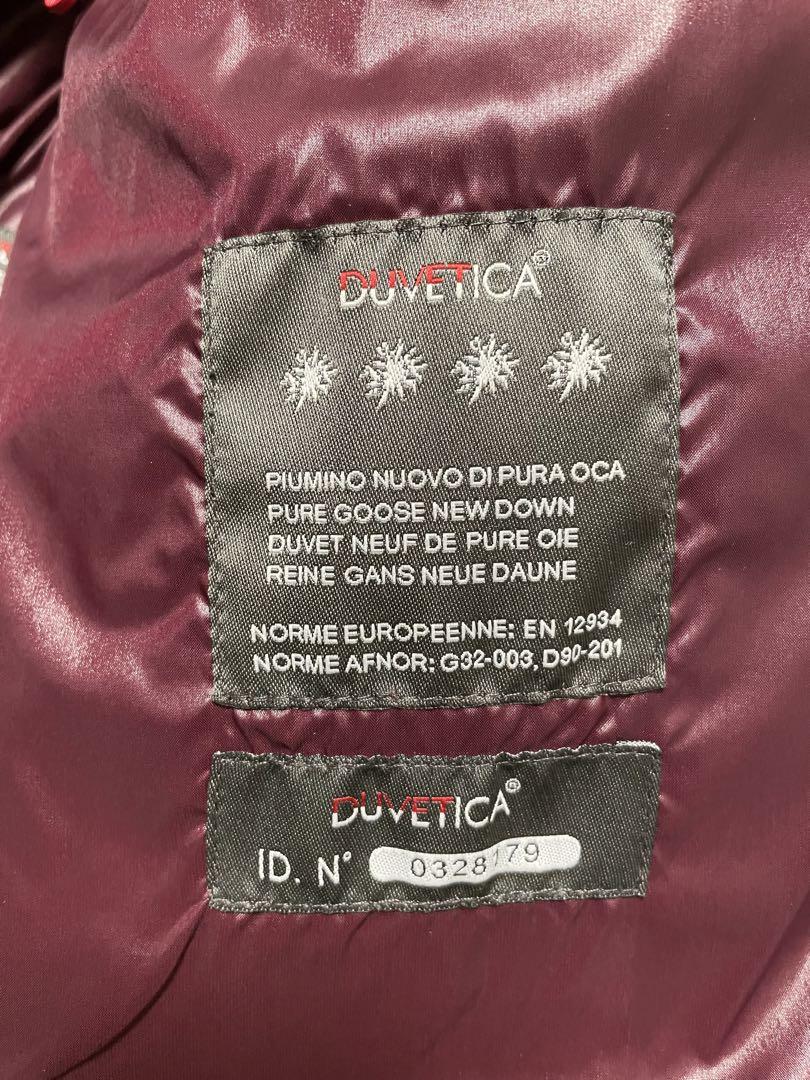 DUVETICA®
PIUMINO NUOVO DI PURA OCA
PURE GOOSE NEW DOWN
DUVET NEUF DE PURE OIE
REINE GANS NEUE DAUNE
NORME EUROPEENNE: EN 12934
NORME AFNOR: G32-003, D90-201
DUVETICA®
ID. N° 0328179